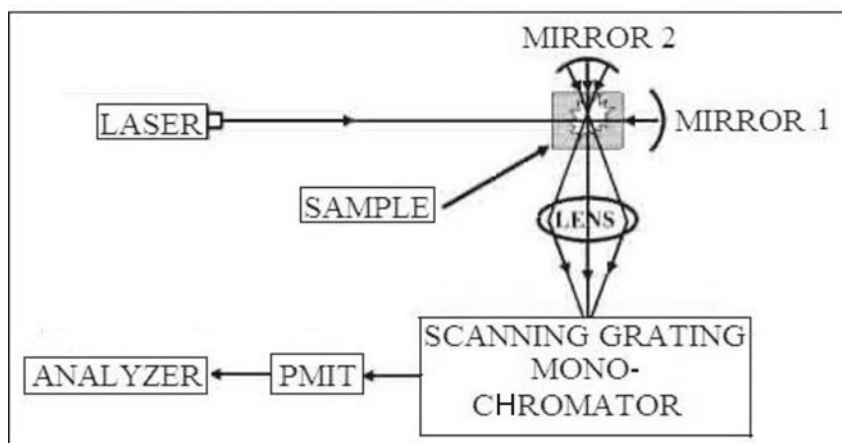 MIRROR 2
LASER
MIRROR 1
SAMPLE
LENS
SCANNING GRATING
MONO-
CHROMATOR
ANALYZER
PMIT